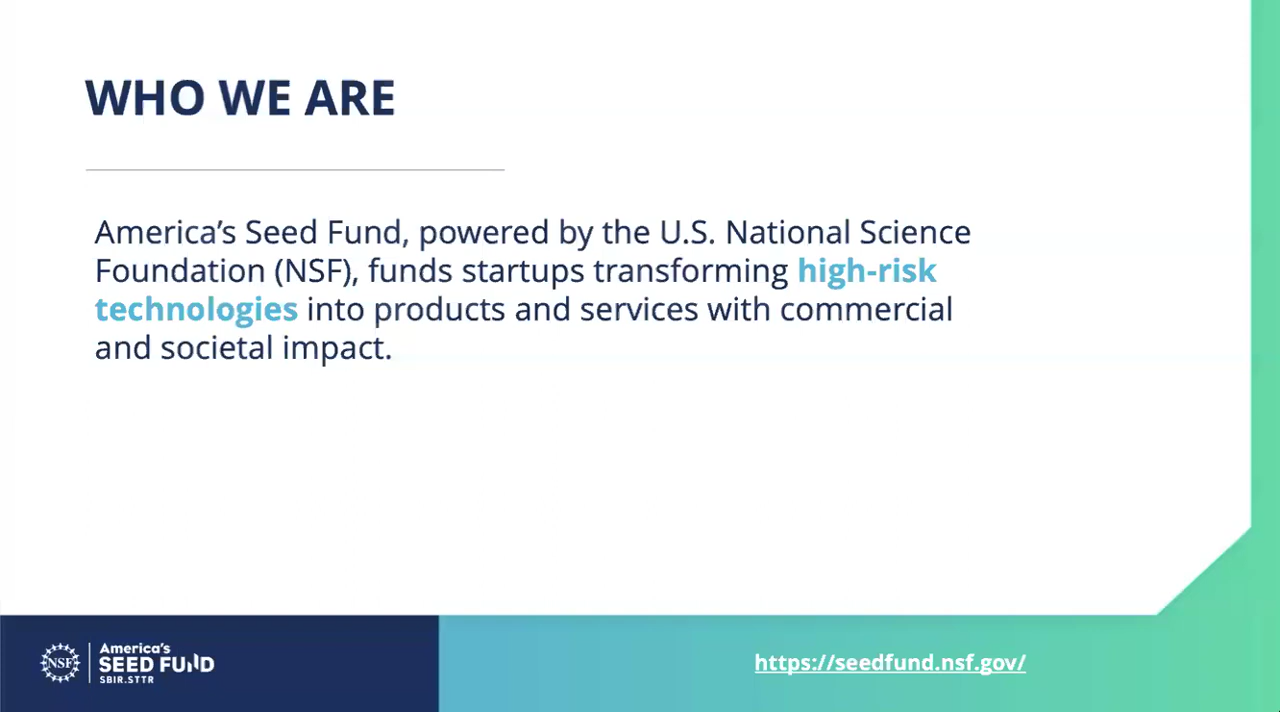 WHO WE ARE
America’s Seed Fund, powered by the U.S. National Science
Foundation (NSF), funds startups transforming high-risk
technologies into products and services with commercial
and societal impact.
NSF
America's
SEED FUND
SBIR.STTR
https://seedfund.nsf.gov/